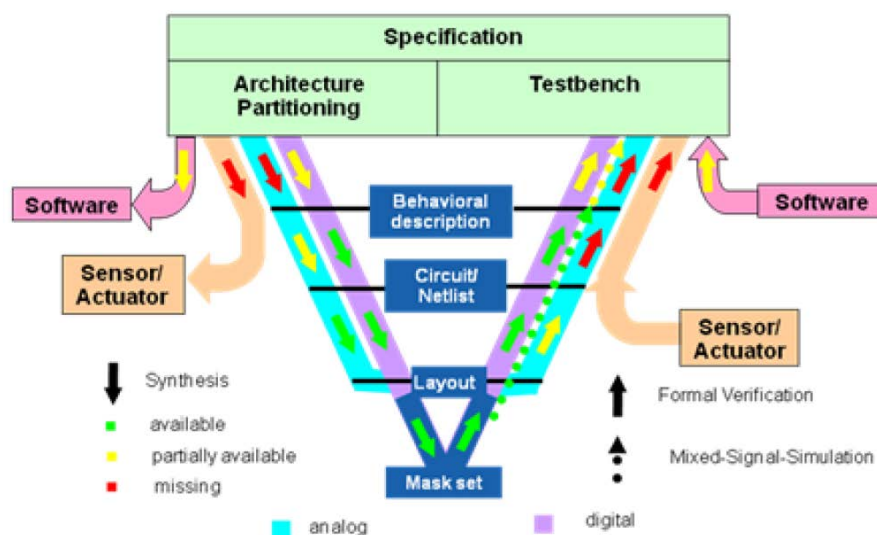 Specification
Architecture
Partitioning
Testbench
Software
Behavioral
description
Software
Sensor/
Actuator
Circuit/
Netlist
Sensor/
Actuator
Layout
Synthesis
available
partially available
missing
Formal Verification
Mixed-Signal-Simulation
Mask set
analog
digital